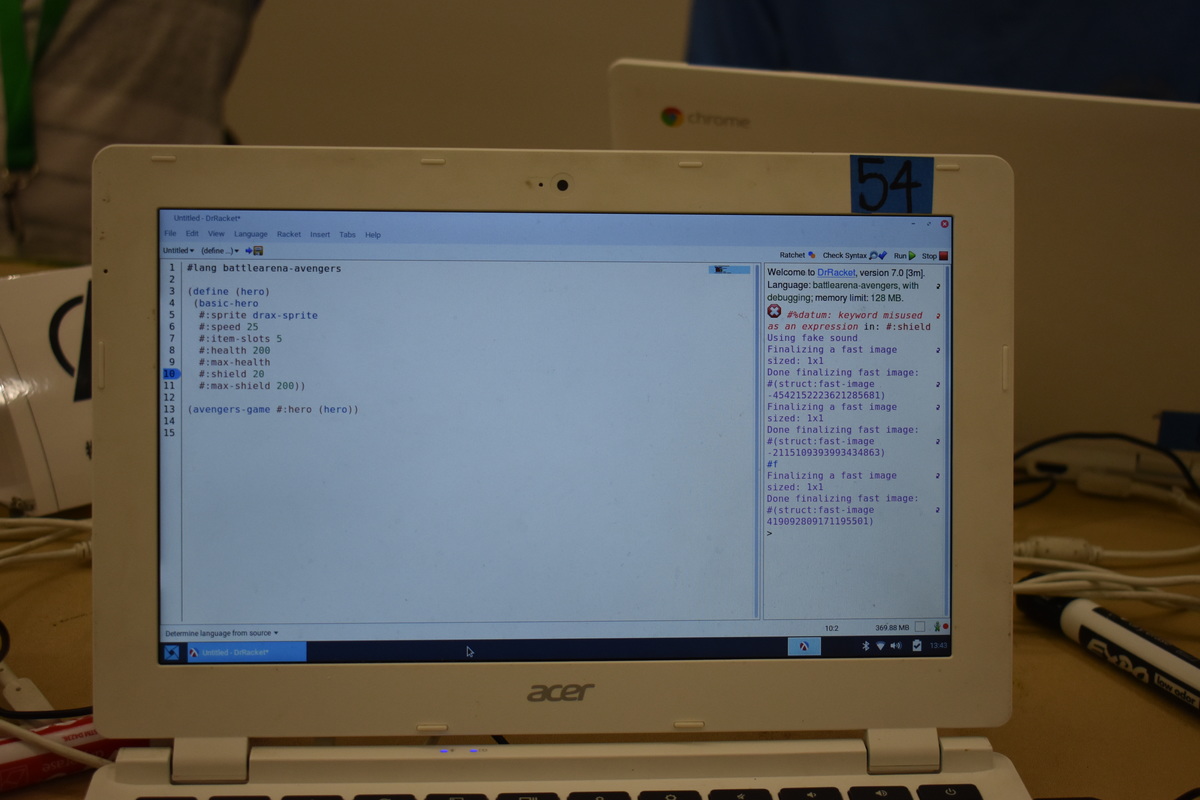 chrome
54
Untitled - DrRacket*
File Edit View Language Racket Insert Tabs Help
Untitled (define ...)
Ratchet Check Syntax Run Stop
1 #lang battlearena-avengers
2
3 (define (hero)
4 (basic-hero
5 #:sprite drax-sprite
6 #:speed 25
7 #:item-slots 5
8 #:health 200
9 #:max-health
10 #:shield 20
11 #:max-shield 200))
12
13 (avengers-game #:hero (hero))
14
15
Welcome to DrRacket, version 7.0 [3m].
Language: battlearena-avengers, with
debugging; memory limit: 128 MB.
#%datum: keyword misused
as an expression in: #:shield
Using fake sound
Finalizing a fast image
sized: 1x1
Done finalizing fast image:
#(struct:fast-image
-4542152223621285681)
Finalizing a fast image
sized: 1x1
Done finalizing fast image:
#(struct:fast-image
-2115109393993434863)
#f
Finalizing a fast image
sized: 1x1
Done finalizing fast image:
#(struct:fast-image
419092809171195501)
>
Determine language from source
10:2
369.88 MB
Untitled - DrRacket*
13:43
acer
EXPO
low odor